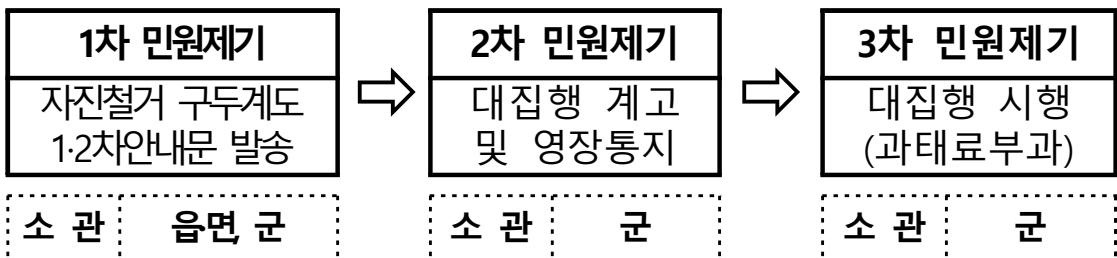 1차 민원제기
자진철거 구두계도
1·2차안내문 발송
소 관 읍면, 군
2차 민원제기
대집행 계고
및 영장통지
소 관 군
3차 민원제기
대집행 시행
(과태료부과)
소 관 군